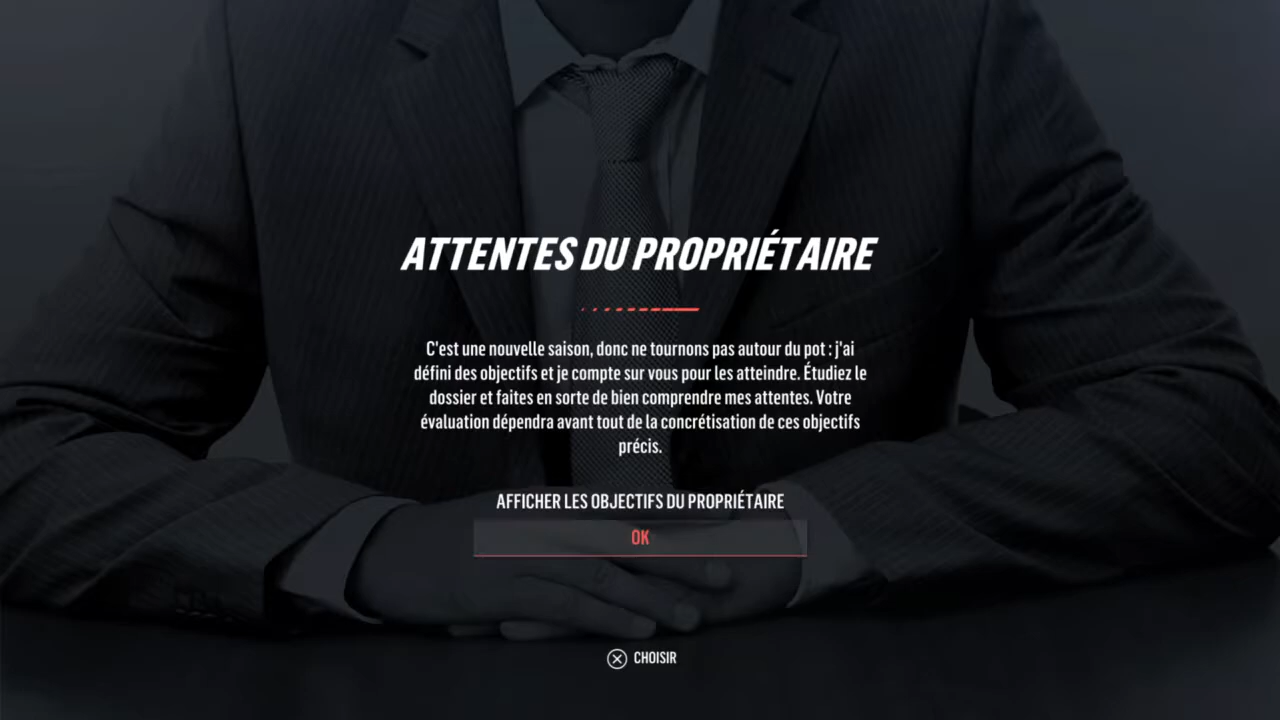 ATTENTES DU PROPRIÉTAIRE
C'est une nouvelle saison, donc ne tournons pas autour du pot : j'ai
défini des objectifs et je compte sur vous pour les atteindre. Étudiez le
dossier et faites en sorte de bien comprendre mes attentes. Votre
évaluation dépendra avant tout de la concrétisation de ces objectifs
précis.
AFFICHER LES OBJECTIFS DU PROPRIÉTAIRE
OK
CHOISIR